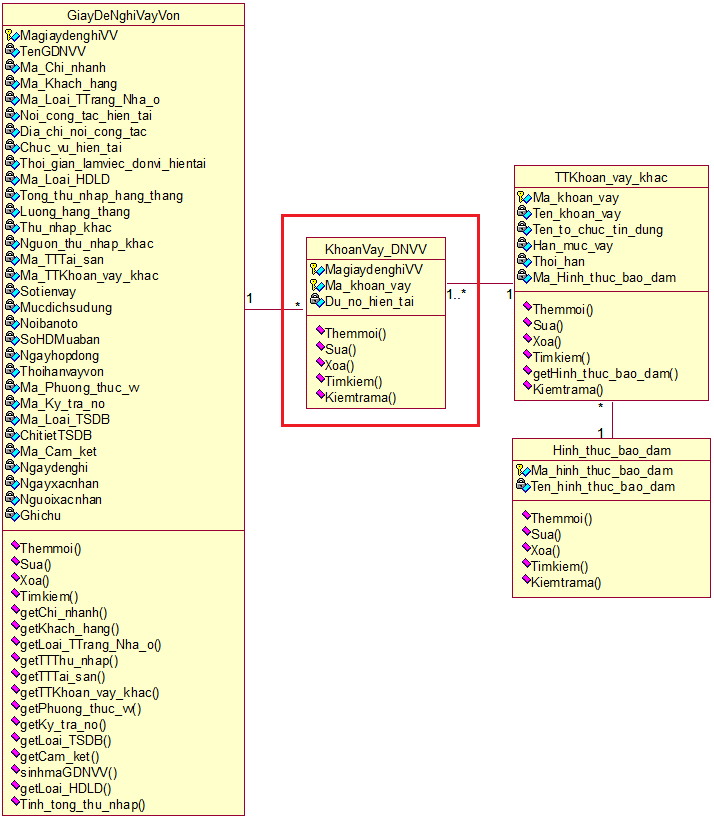 GiayDeNghiVayVon
MagiaydenghiVV
TenGDNVV
Ma_Chi_nhanh
Ma_Khach_hang
Ma_Loai_TTrang_Nha_o
Noi_cong_tac_hien_tai
Dia_chi_noi_cong_tac
Chuc_vu_hien_tai
Thoi_gian_lamviec_donvi_hientai
Ma_Loai_HDLD
Tong_thu_nhap_hang_thang
Luong_hang_thang
Thu_nhap_khac
Nguon_thu_nhap_khac
Ma_TTTai_san
Ma_TTKhoan_vay_khac
Sotienvay
Mucdichsudung
Noibanoto
SoHDMuaban
Ngayhopdong
Thoihanvayvon
Ma_Phuong_thuc_vv
Ma_Ky_tra_no
Ma_Loai_TSDB
ChitietTSDB
Ma_Cam_ket
Ngaydenghi
Ngayxacnhan
Nguoixacnhan
Ghichu
Themmoi()
Sua()
Xoa()
Timkiem()
getChi_nhanh()
getKhach_hang()
getLoai_TTrang_Nha_o()
getTTThu_nhap()
getTTTai_san()
getTTKhoan_vay_khac()
getPhuong_thuc_vv()
getKy_tra_no()
getLoai_TSDB()
getCam_ket()
sinhmaGDNVV()
getLoai_HDLD()
Tinh_tong_thu_nhap()
1
*
KhoanVay_DNVV
MagiaydenghiVV
Ma_khoan_vay
Du_no_hien_tai
Themmoi()
Sua()
Xoa()
Timkiem()
Kiemtrama()
1..*
1
TTKhoan_vay_khac
Ma_khoan_vay
Ten_khoan_vay
Ten_to_chuc_tin_dung
Han_muc_vay
Thoi_han
Ma_Hinh_thuc_bao_dam
Themmoi()
Sua()
Xoa()
Timkiem()
getHinh_thuc_bao_dam()
Kiemtrama()
*
1
Hinh_thuc_bao_dam
Ma_hinh_thuc_bao_dam
Ten_hinh_thuc_bao_dam
Themmoi()
Sua()
Xoa()
Timkiem()
Kiemtrama()